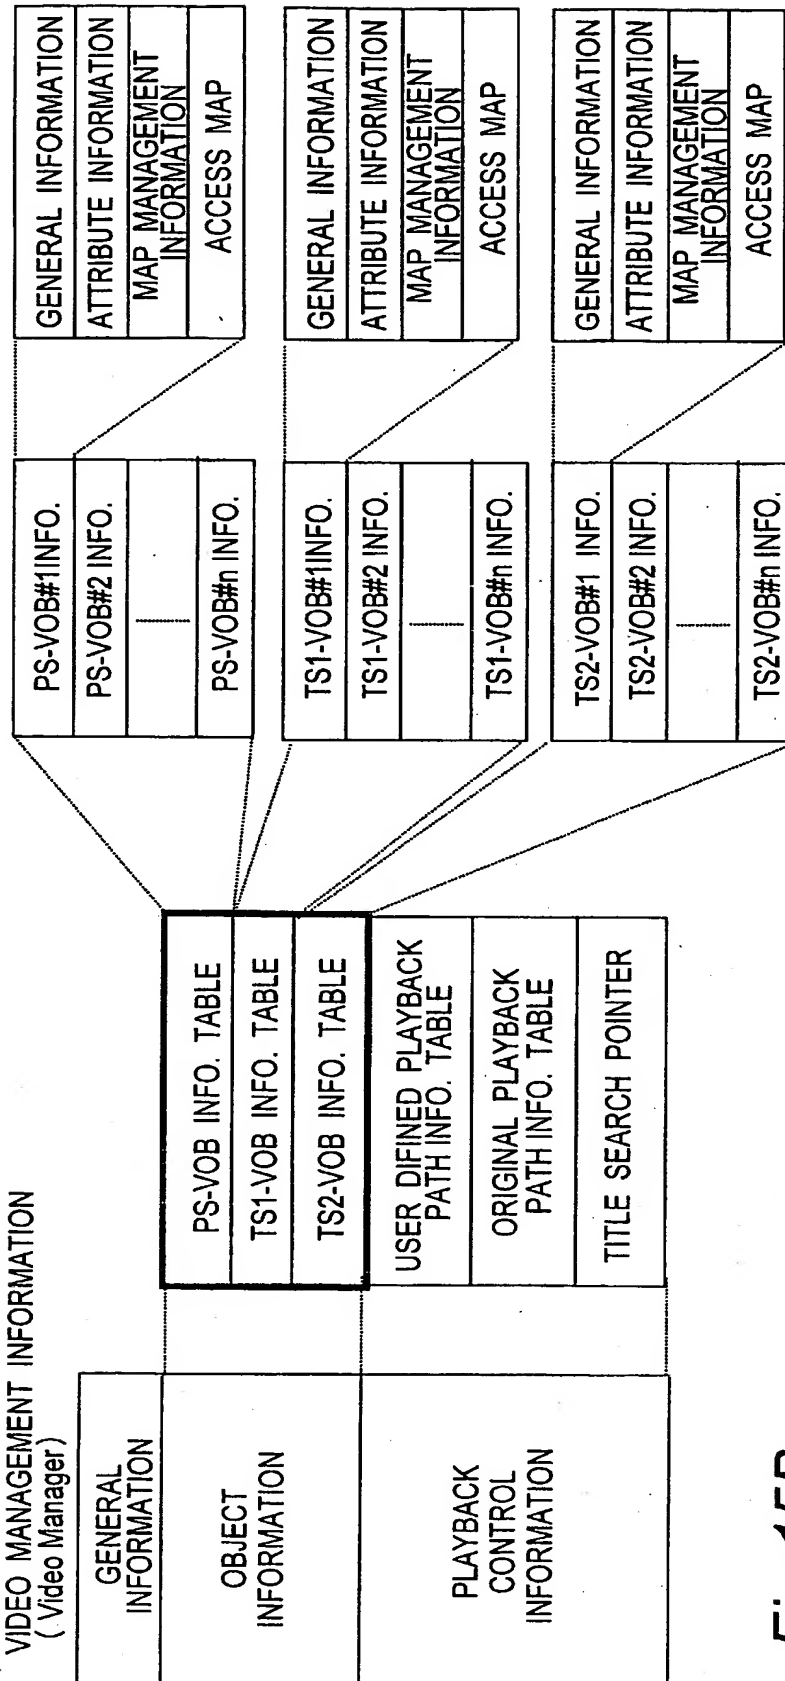 VIDEO MANAGEMENT INFORMATION
( Video Manager )
GENERAL
INFORMATION
OBJECT
INFORMATION
PLAYBACK
CONTROL
INFORMATION
PS-VOB INFO. TABLE
TS1-VOB INFO. TABLE
TS2-VOB INFO. TABLE
USER DIFINED PLAYBACK
PATH INFO. TABLE
ORIGINAL PLAYBACK
PATH INFO. TABLE
TITLE SEARCH POINTER
PS-VOB#1INFO.
PS-VOB#2 INFO.
PS-VOB#n INFO.
TS1-VOB#1INFO.
TS1-VOB#2 INFO.
TS1-VOB#n INFO.
TS2-VOB#1 INFO.
TS2-VOB#2 INFO.
TS2-VOB#n INFO.
GENERAL INFORMATION
ATTRIBUTE INFORMATION
MAP MANAGEMENT
INFORMATION
ACCESS MAP
GENERAL INFORMATION
ATTRIBUTE INFORMATION
MAP MANAGEMENT
INFORMATION
ACCESS MAP
GENERAL INFORMATION
ATTRIBUTE INFORMATION
MAP MANAGEMENT
INFORMATION
ACCESS MAP